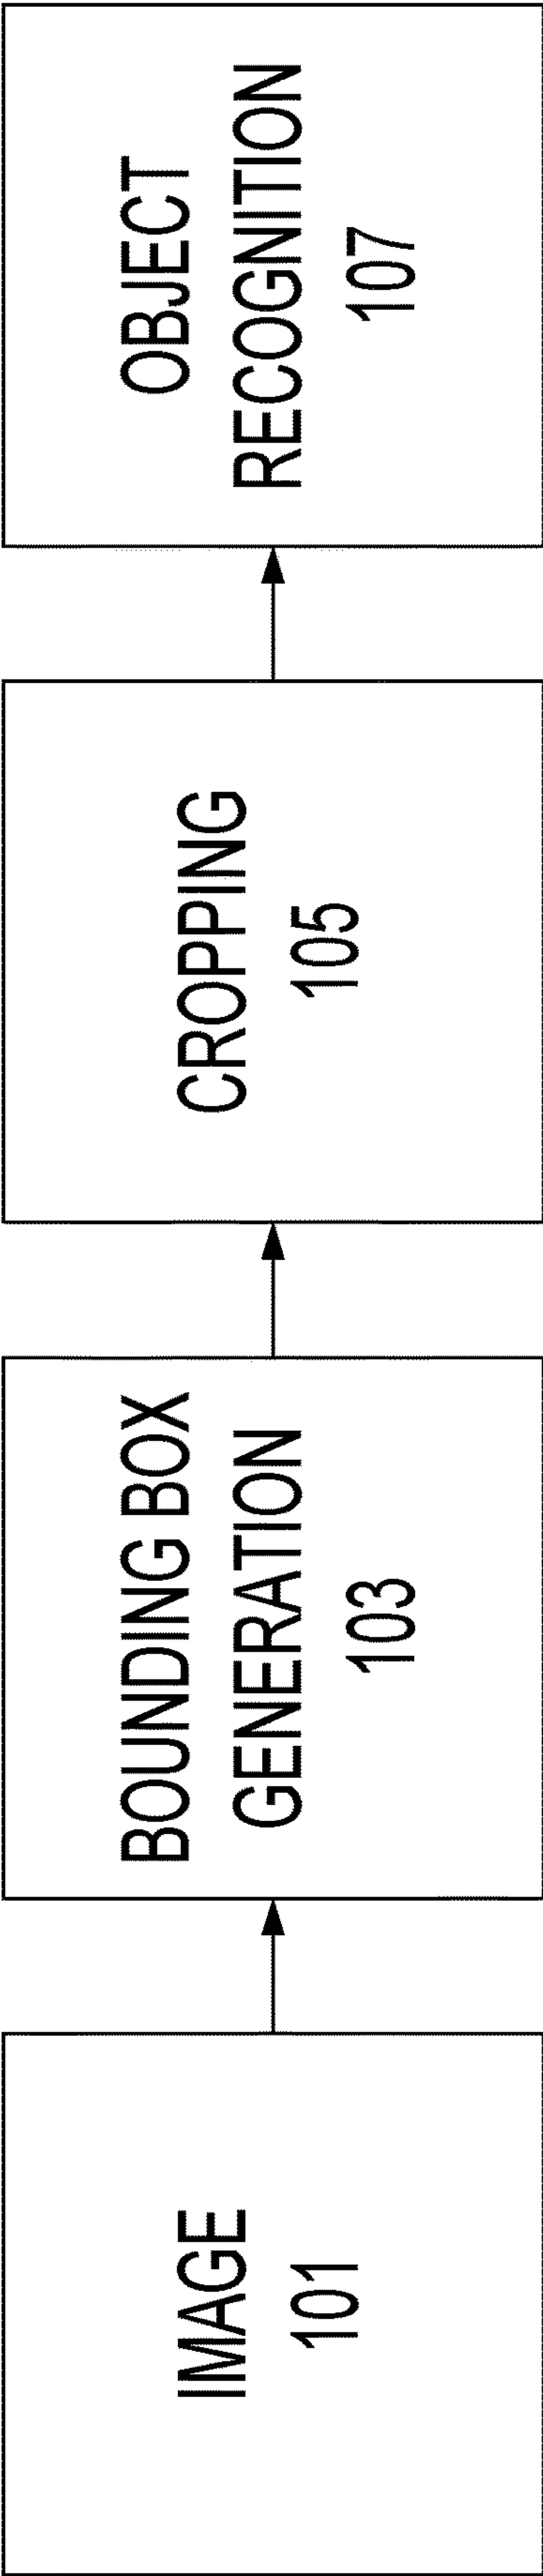 IMAGE
101
BOUNDING BOX
GENERATION
103
CROPPING
105
OBJECT
RECOGNITION
107